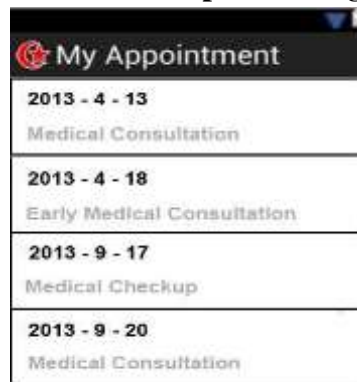 My Appointment
2013 - 4 - 13
Medical Consultation
2013 - 4 - 18
Early Medical Consultation
2013 - 9 - 17
Medical Checkup
2013 - 9 - 20
Medical Consultation